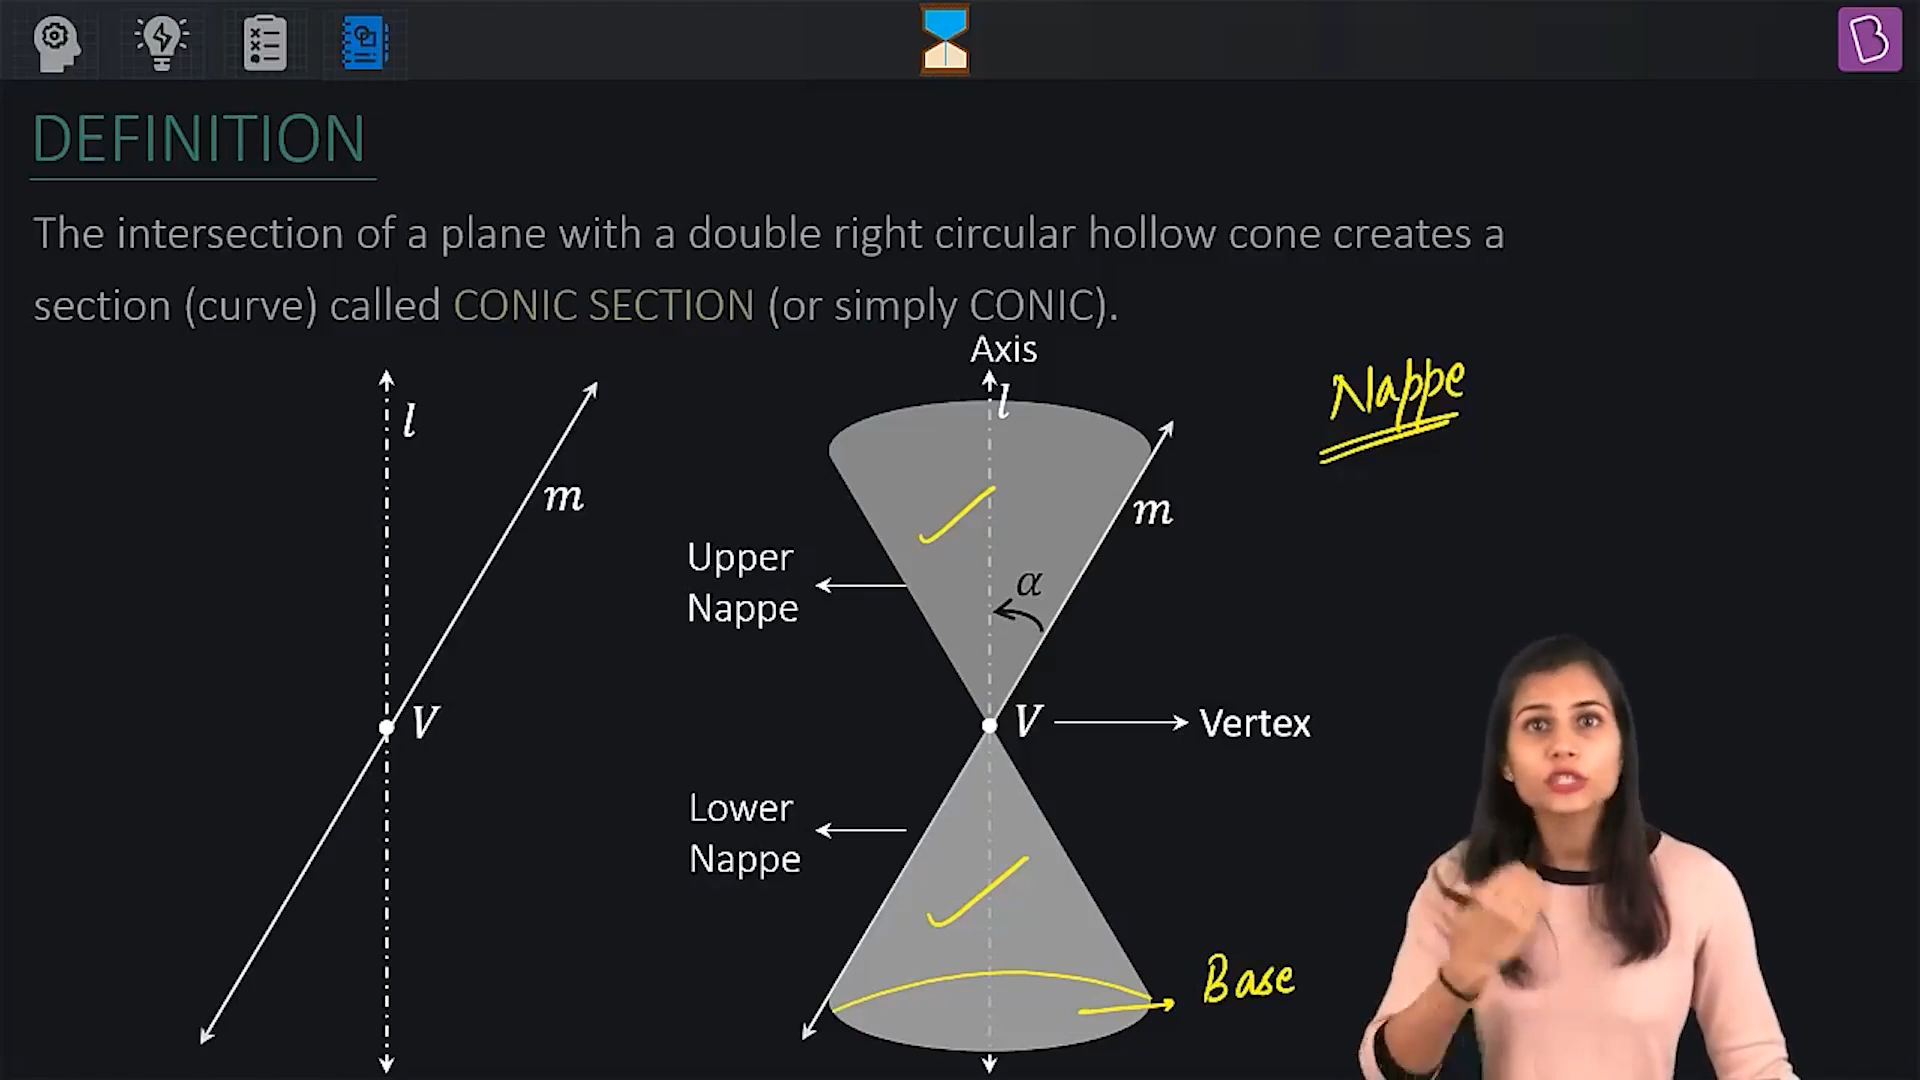 DEFINITION
The intersection of a plane with a double right circular hollow cone creates a
section (curve) called CONIC SECTION (or simply CONIC).
l
m
V
Axis
l
m
α
Upper
Nappe
V
Vertex
Lower
Nappe
Nappe
Base
B